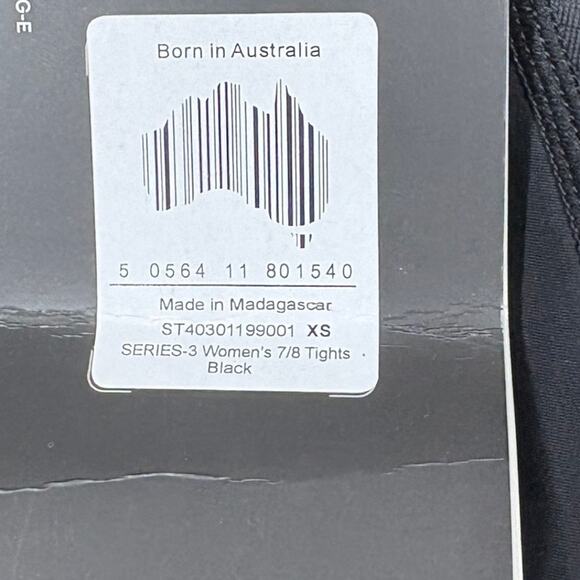 G-E
Born in Australia
5 0564 11 801540
Made in Madagascar
ST40301199001 XS
SERIES-3 Women's 7/8 Tights
Black